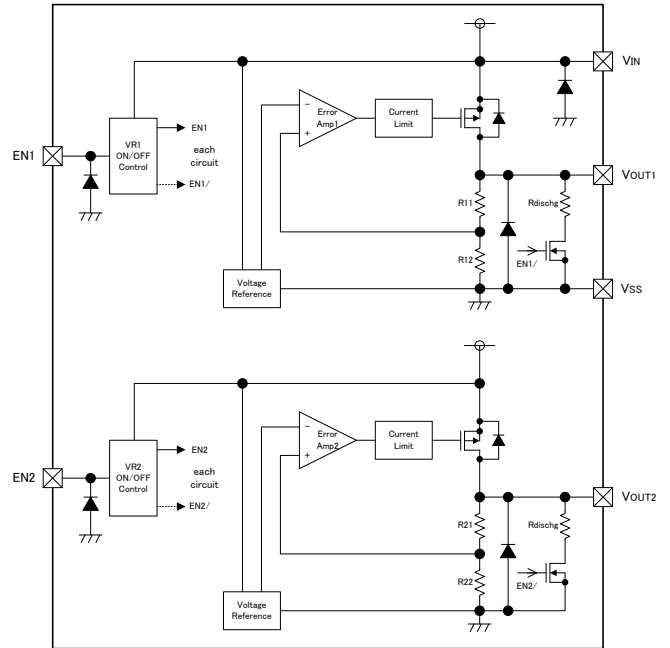 VIN
Error
Amp1
Current
Limit
EN1
VR1
ON/OFF
Control
EN1
each
circuit
EN1/
VOUT1
R11
Rdischg
R12
EN1/
Voltage
Reference
VSS
Error
Amp2
Current
Limit
EN2
VR2
ON/OFF
Control
EN2
each
circuit
EN2/
VOUT2
R21
Rdischg
R22
EN2/
Voltage
Reference